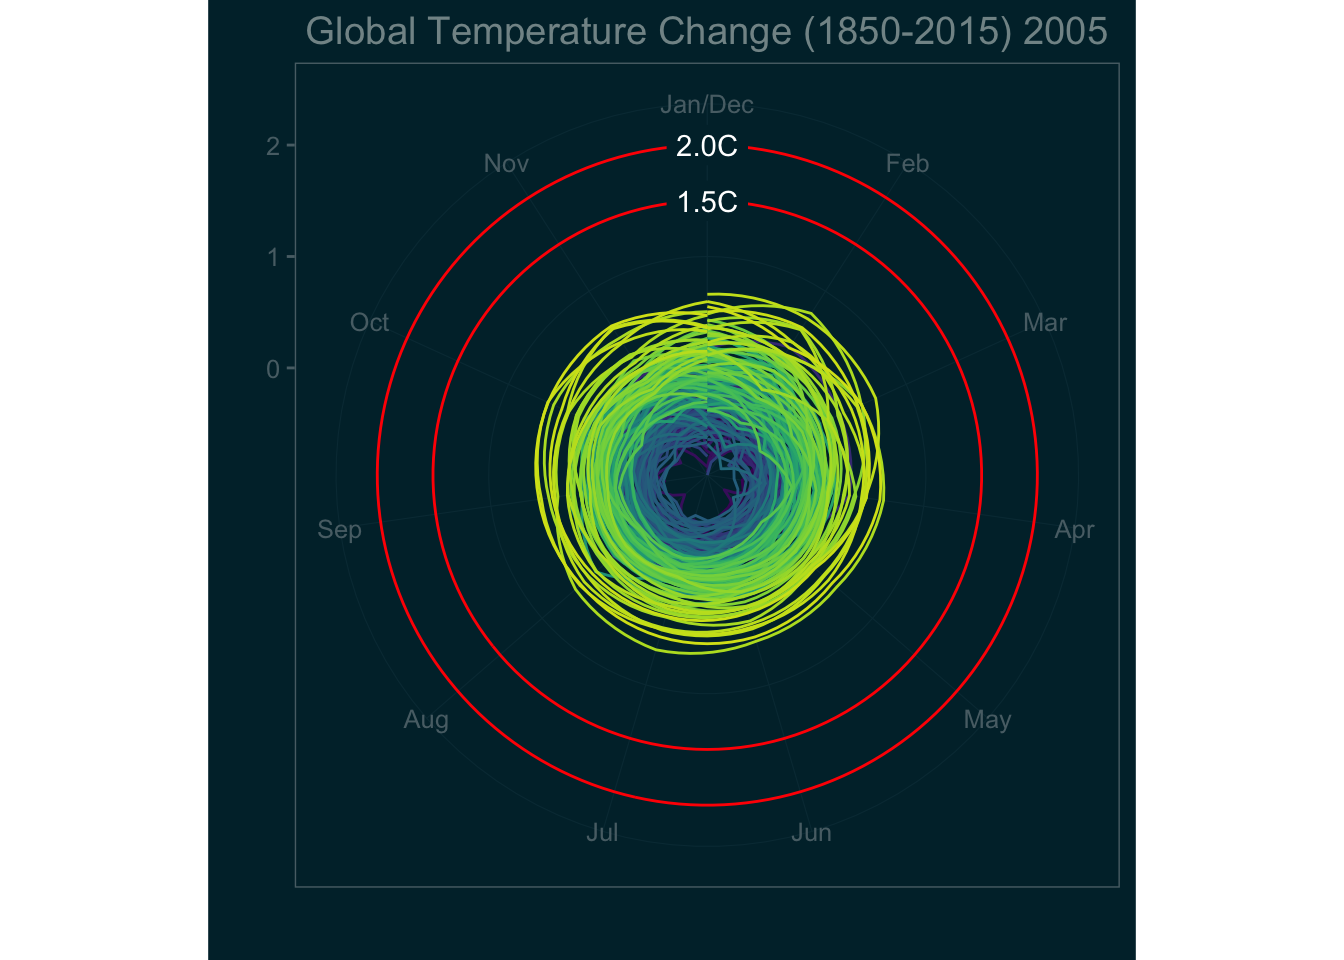 Global Temperature Change (1850-2015) 2005
Jan/Dec
2
2.0C
Nov
Feb
1.5C
1
Oct
Mar
0
Sep
Apr
Aug
May
Jul
Jun